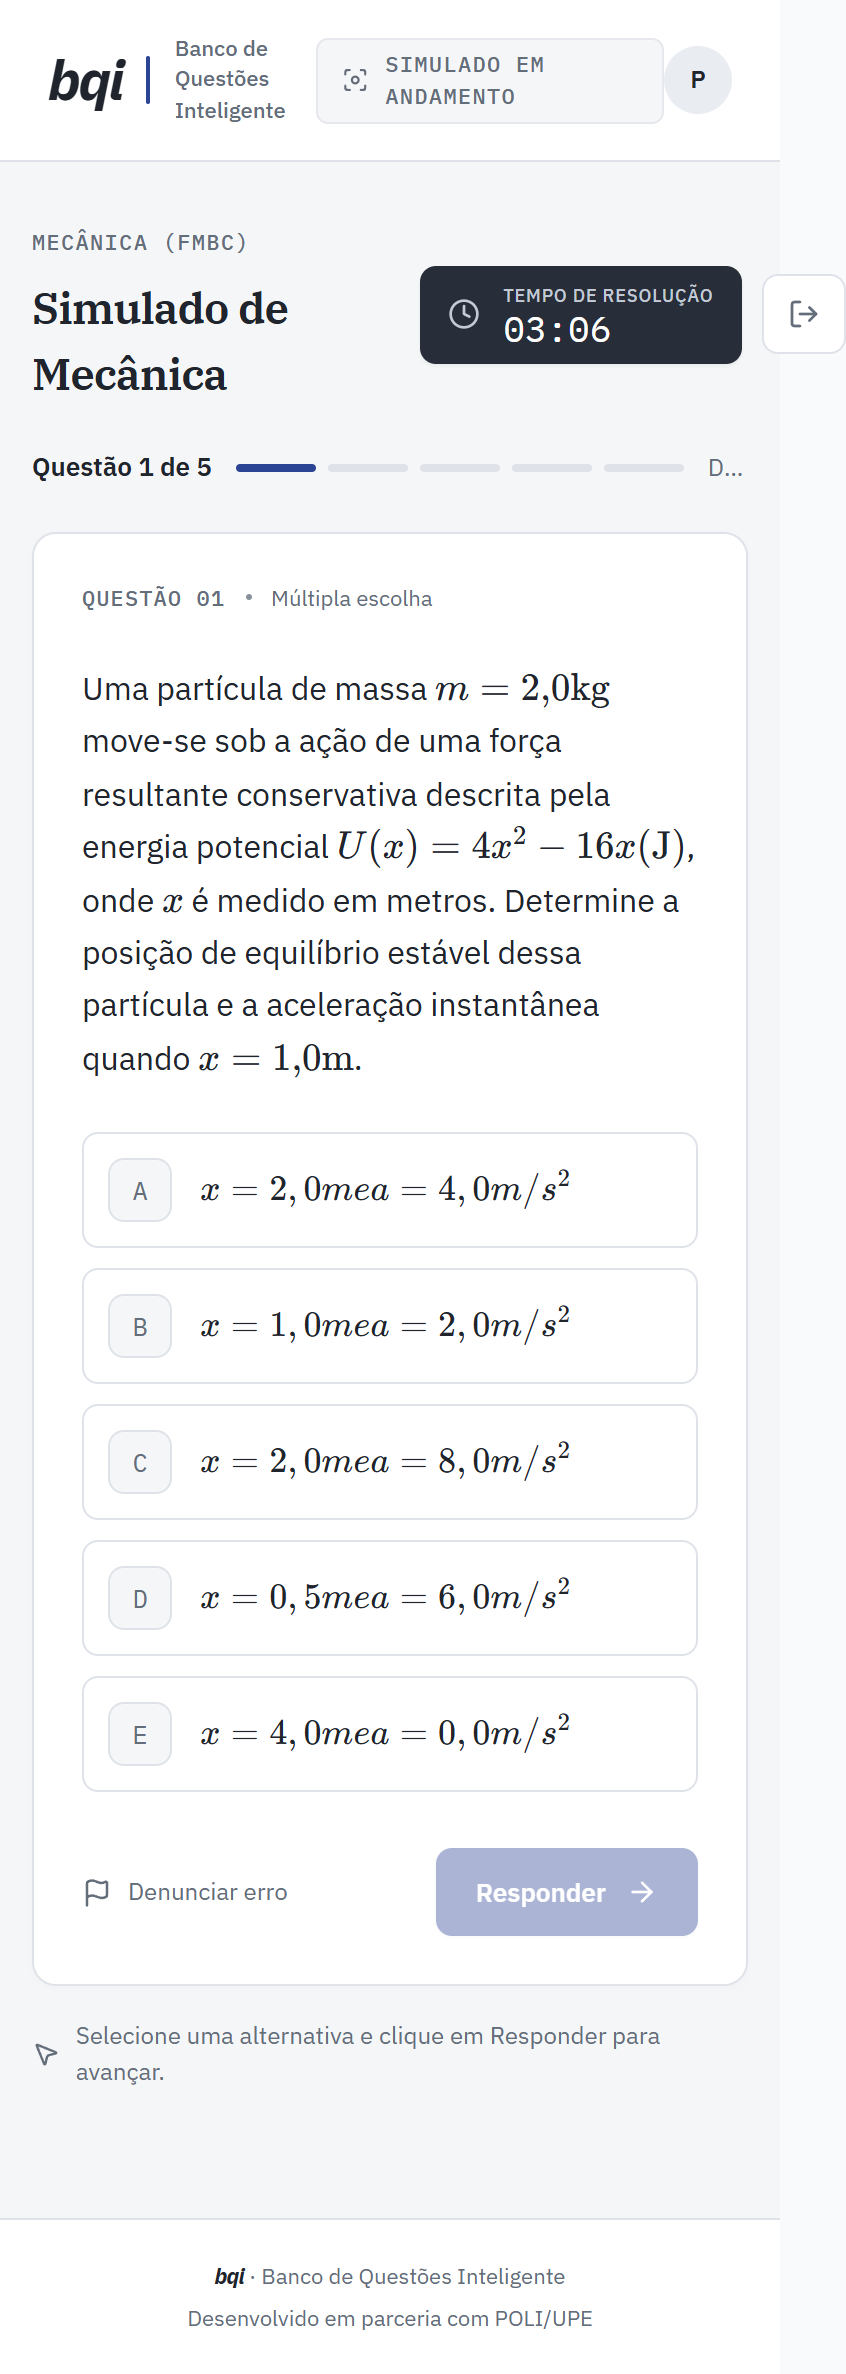 bqi
Banco de
Questões
Inteligente
SIMULADO EM
ANDAMENTO
P
MECÂNICA (FMBC)
Simulado de
Mecânica
TEMPO DE RESOLUÇÃO
03:06
Questão 1 de 5
D...
QUESTÃO 01 • Múltipla escolha
Uma partícula de massa m = 2,0kg
move-se sob a ação de uma força
resultante conservativa descrita pela
energia potencial U(x) = 4x² − 16x(J),
onde x é medido em metros. Determine a
posição de equilíbrio estável dessa
partícula e a aceleração instantânea
quando x = 1,0m.
A x = 2,0mea = 4,0m/s²
B x = 1,0mea = 2,0m/s²
C x = 2,0mea = 8,0m/s²
D x = 0,5mea = 6,0m/s²
E x = 4,0mea = 0,0m/s²
Denunciar erro
Responder →
Selecione uma alternativa e clique em Responder para
avançar.
bqi · Banco de Questões Inteligente
Desenvolvido em parceria com POLI/UPE